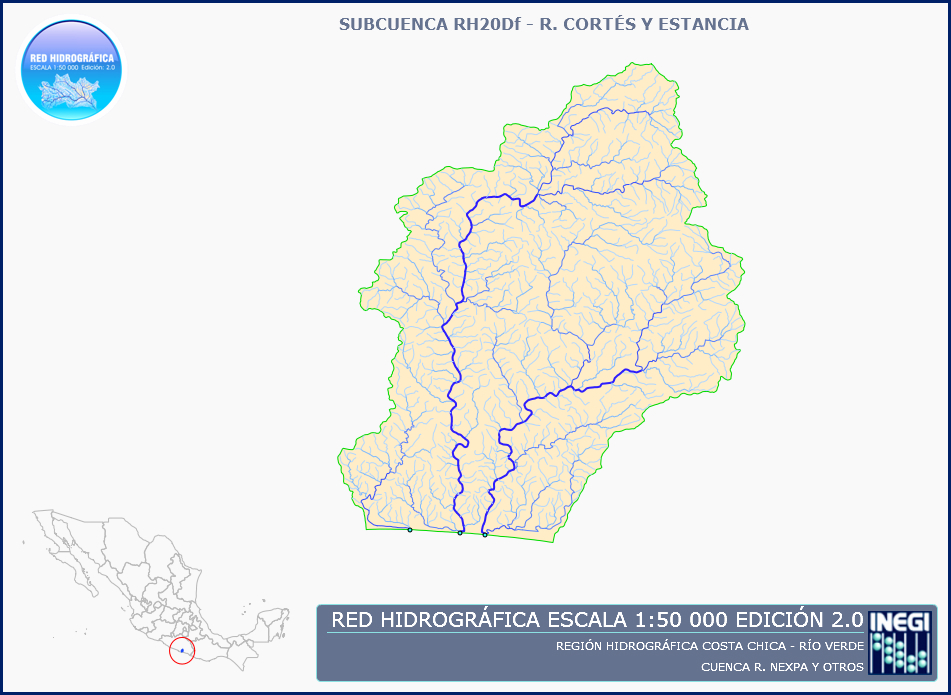 SUBCUENCA RH20Df - R. CORTÉS Y ESTANCIA
RED HIDROGRÁFICA
ESCALA 1:50 000 Edición: 2.0
RED HIDROGRÁFICA ESCALA 1:50 000 EDICIÓN 2.0
REGIÓN HIDROGRÁFICA COSTA CHICA - RÍO VERDE
CUENCA R. NEXPA Y OTROS
INEGI